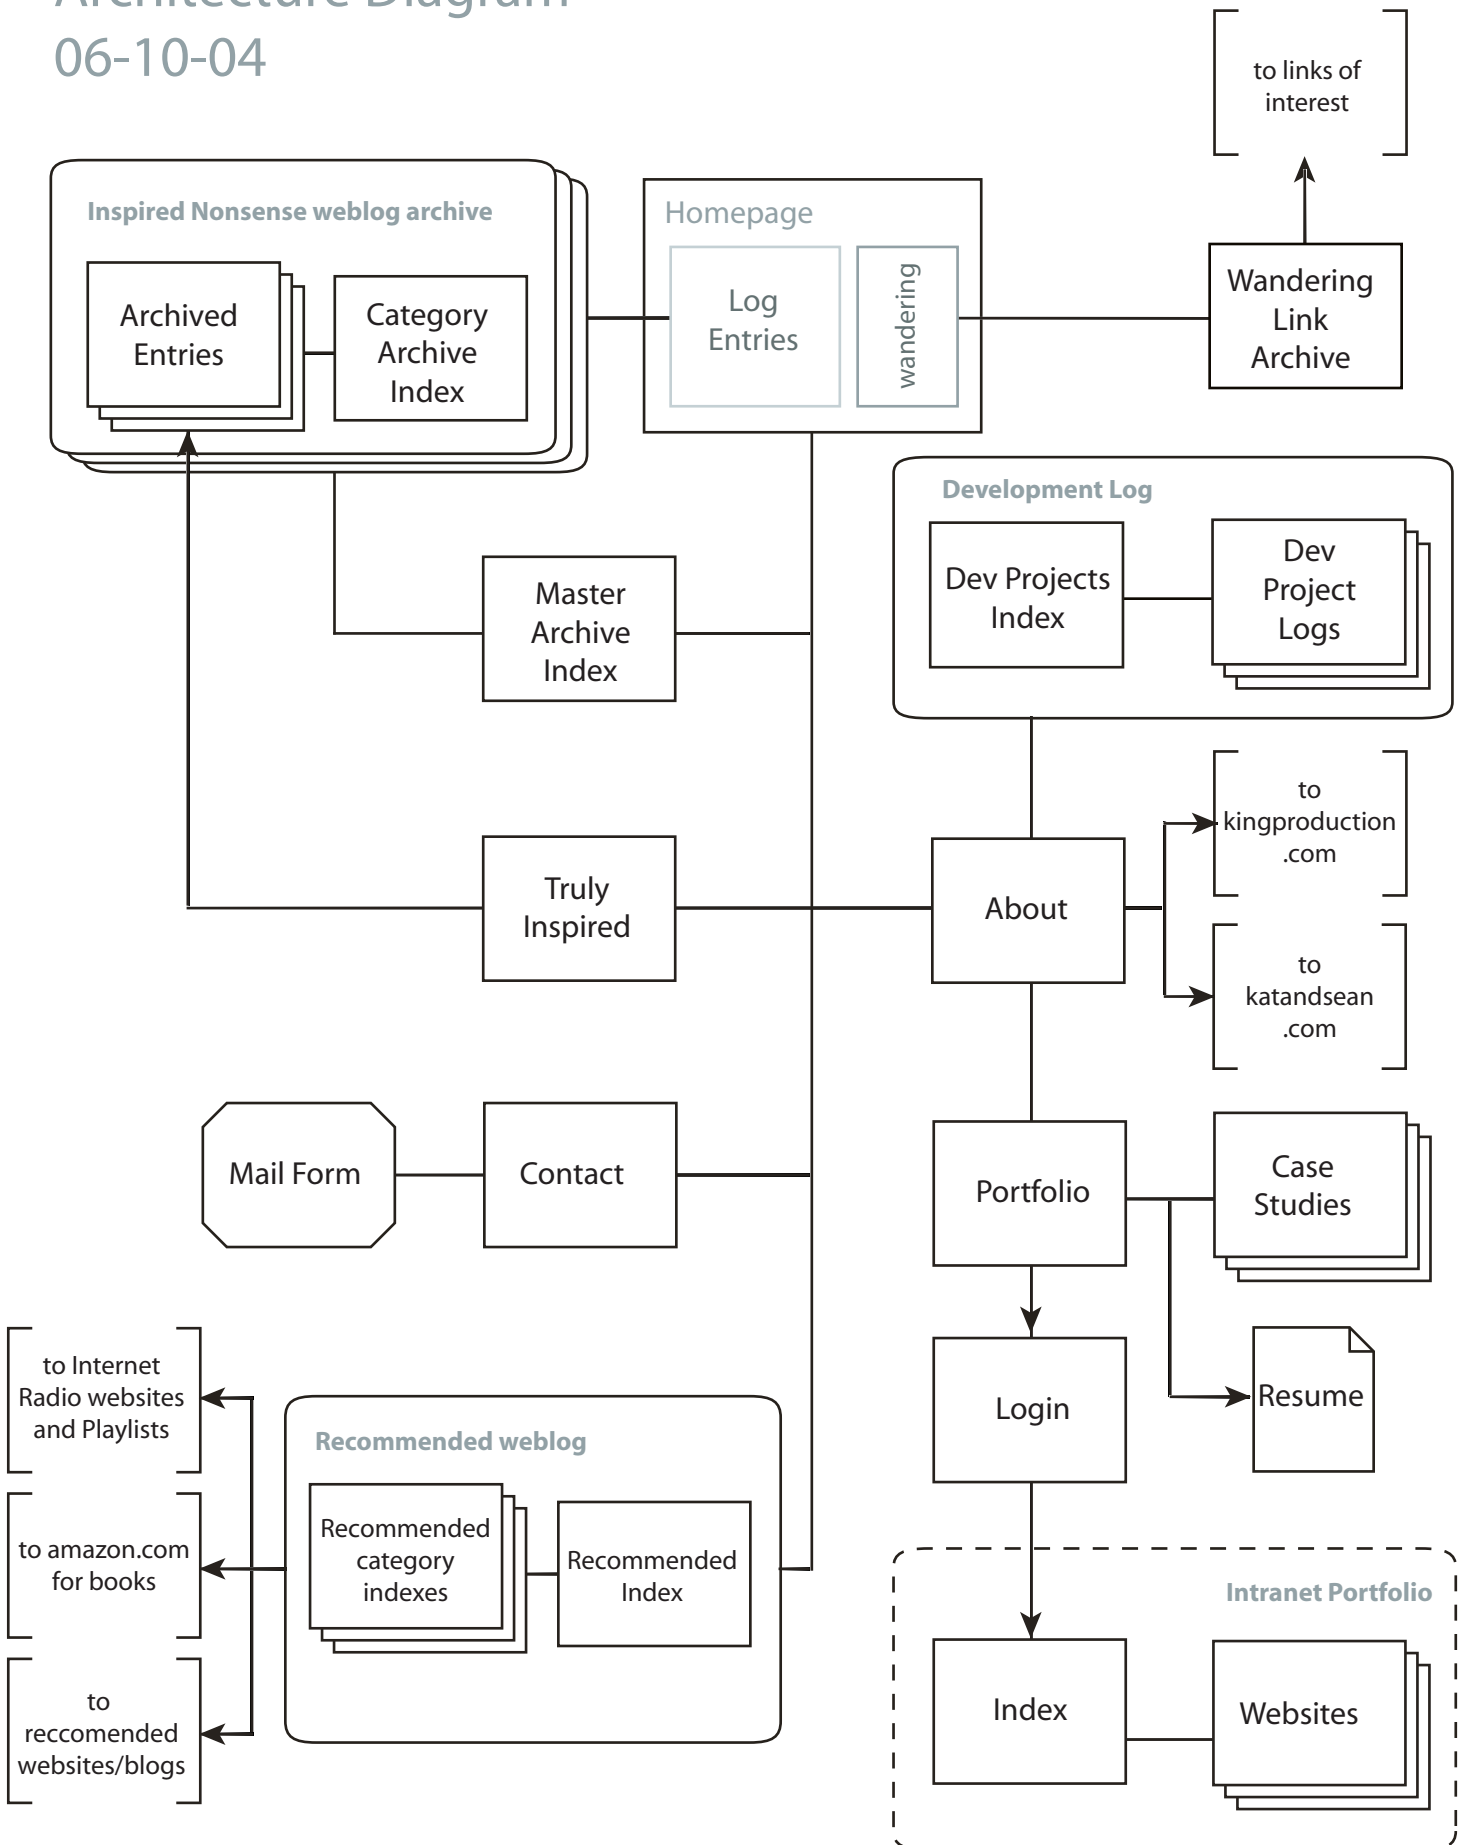 Architecture Diagram
06-10-04
to links of
interest
Inspired Nonsense weblog archive
Archived
Entries
Category
Archive
Index
Homepage
Log
Entries
wandering
Wandering
Link
Archive
Development Log
Dev Projects
Index
Dev
Project
Logs
Master
Archive
Index
to
kingproduction
.com
Truly
Inspired
About
to
katandsean
.com
Mail Form
Contact
Portfolio
Case
Studies
Login
Resume
to Internet
Radio websites
and Playlists
to amazon.com
for books
to
reccomended
websites/blogs
Recommended weblog
Recommended
category
indexes
Recommended
Index
Intranet Portfolio
Index
Websites